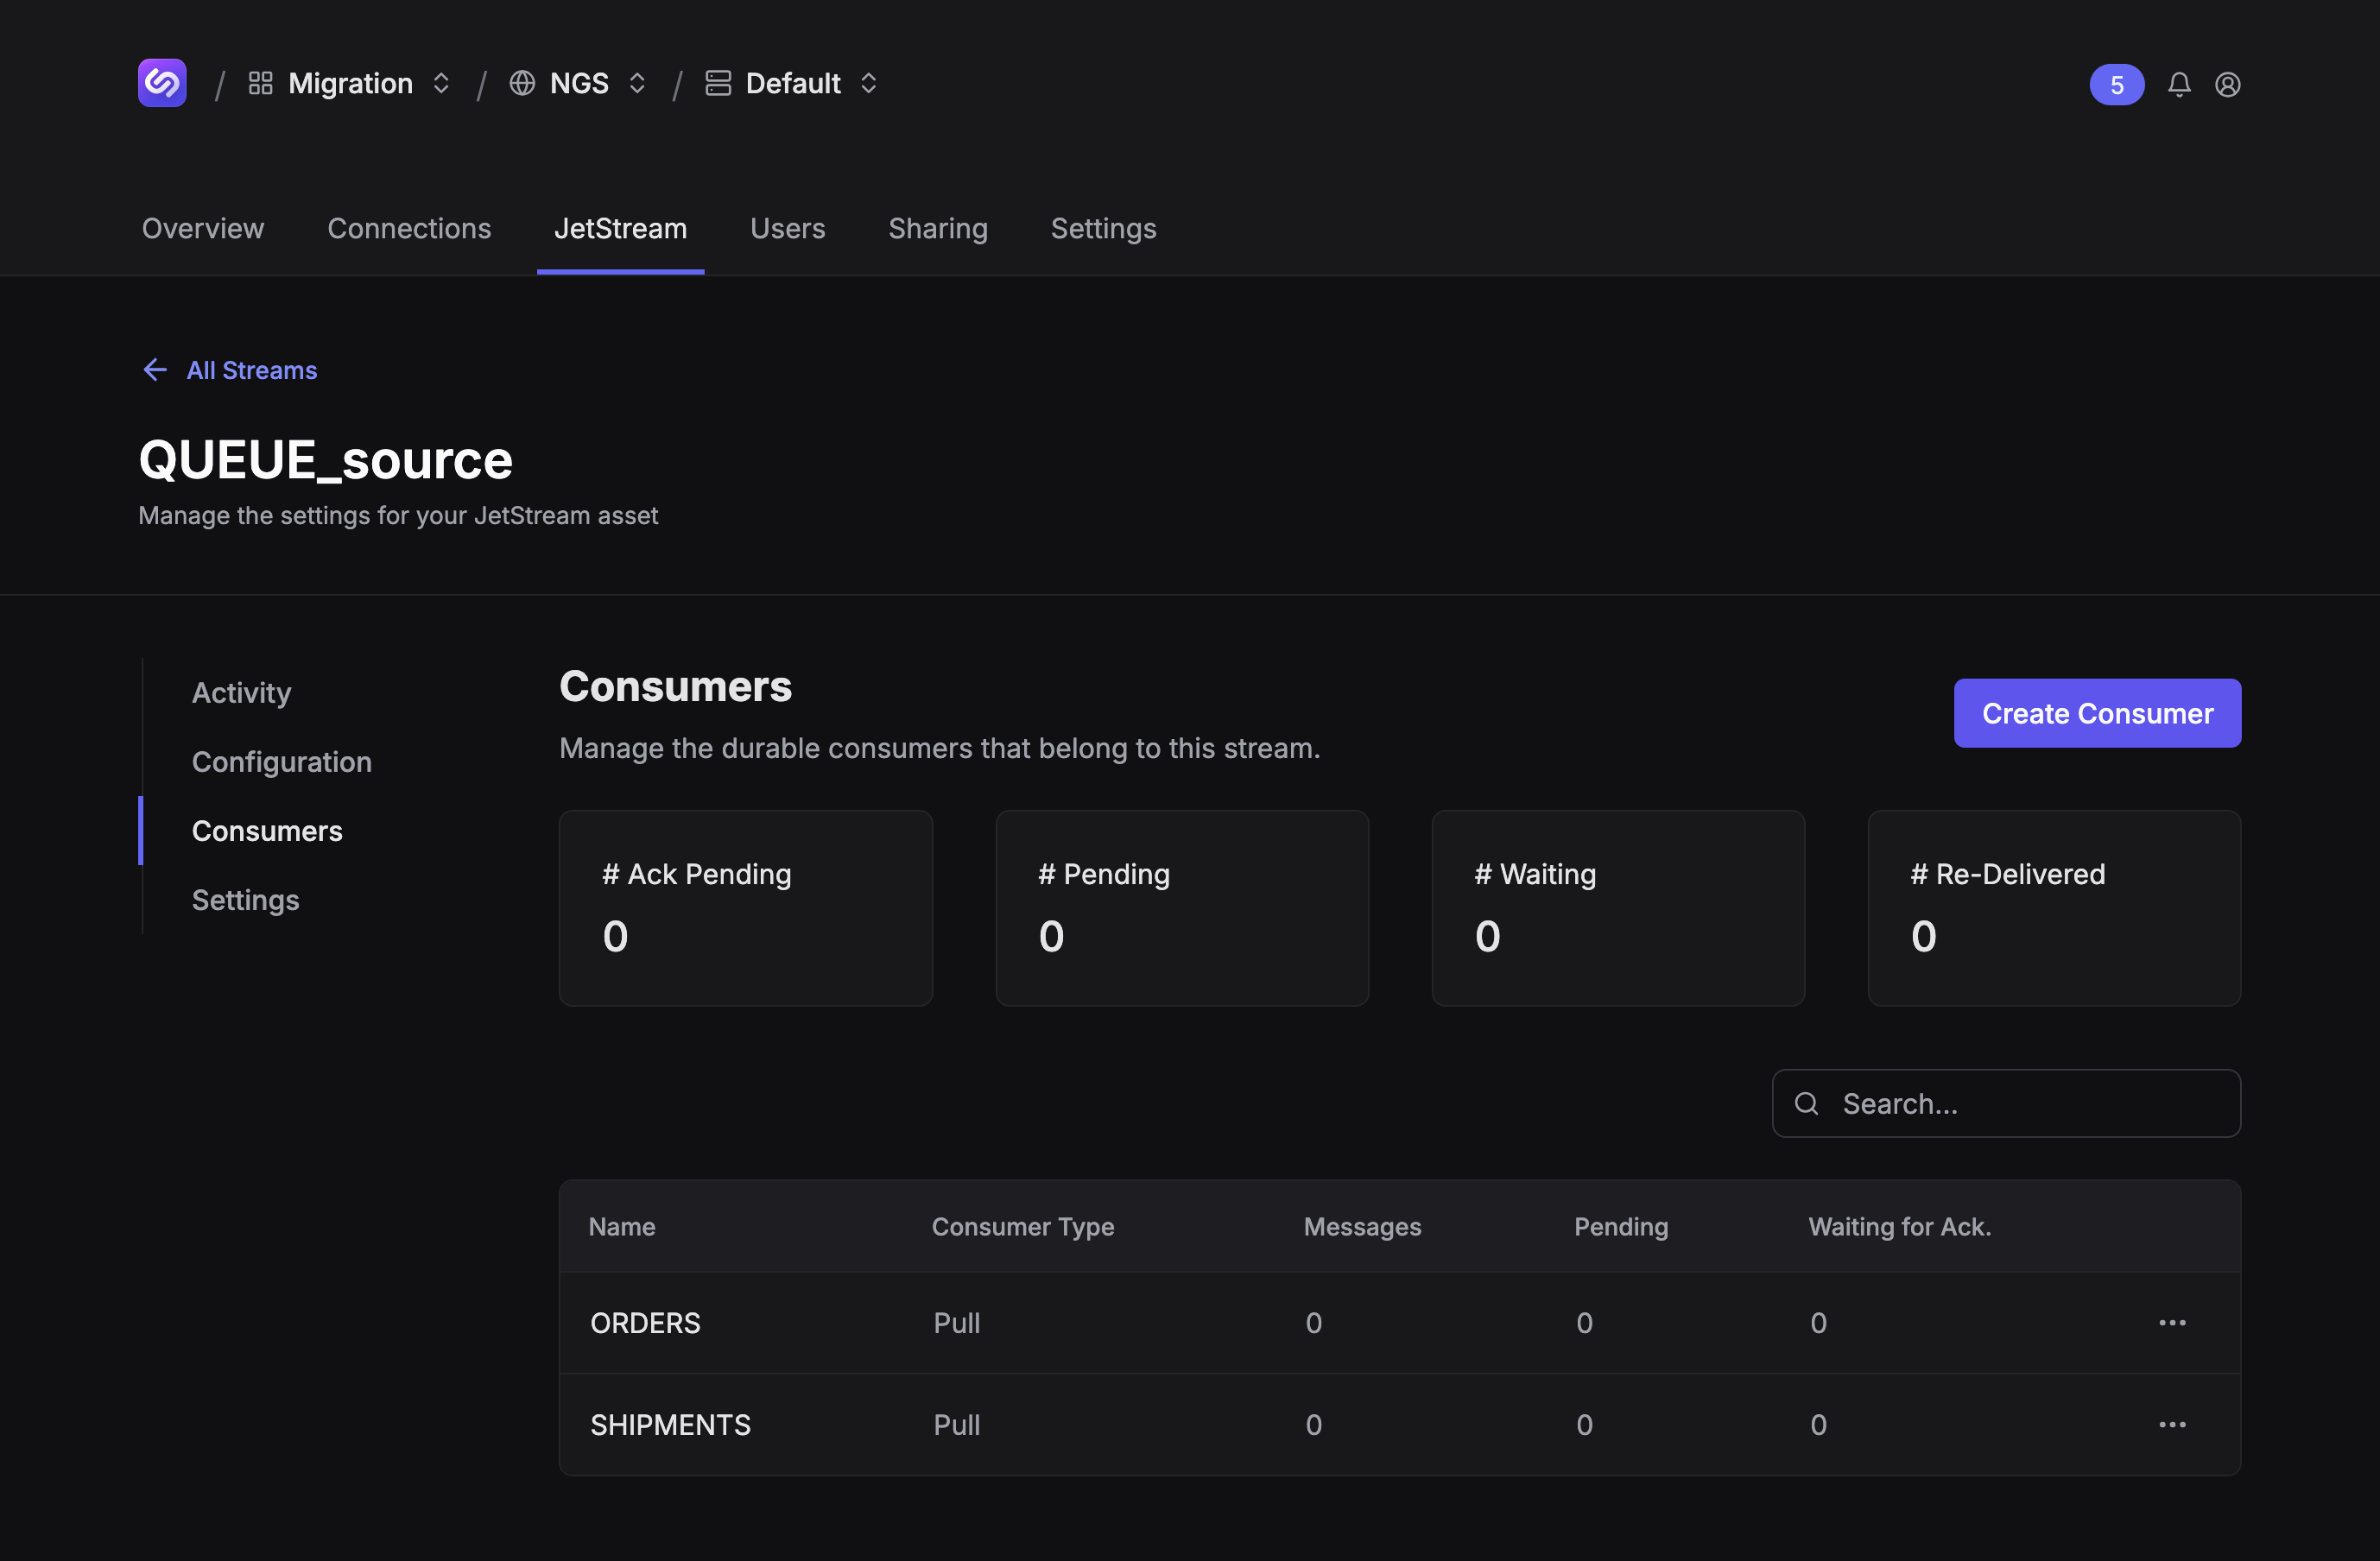 / Migration / NGS / Default 5
Overview Connections JetStream Users Sharing Settings
All Streams
QUEUE_source
Manage the settings for your JetStream asset
Activity
Configuration
Consumers
Settings
Consumers
Manage the durable consumers that belong to this stream.
Create Consumer
# Ack Pending # Pending # Waiting # Re-Delivered
0 0 0 0
Search...
Name Consumer Type Messages Pending Waiting for Ack.
ORDERS Pull 0 0 0
SHIPMENTS Pull 0 0 0